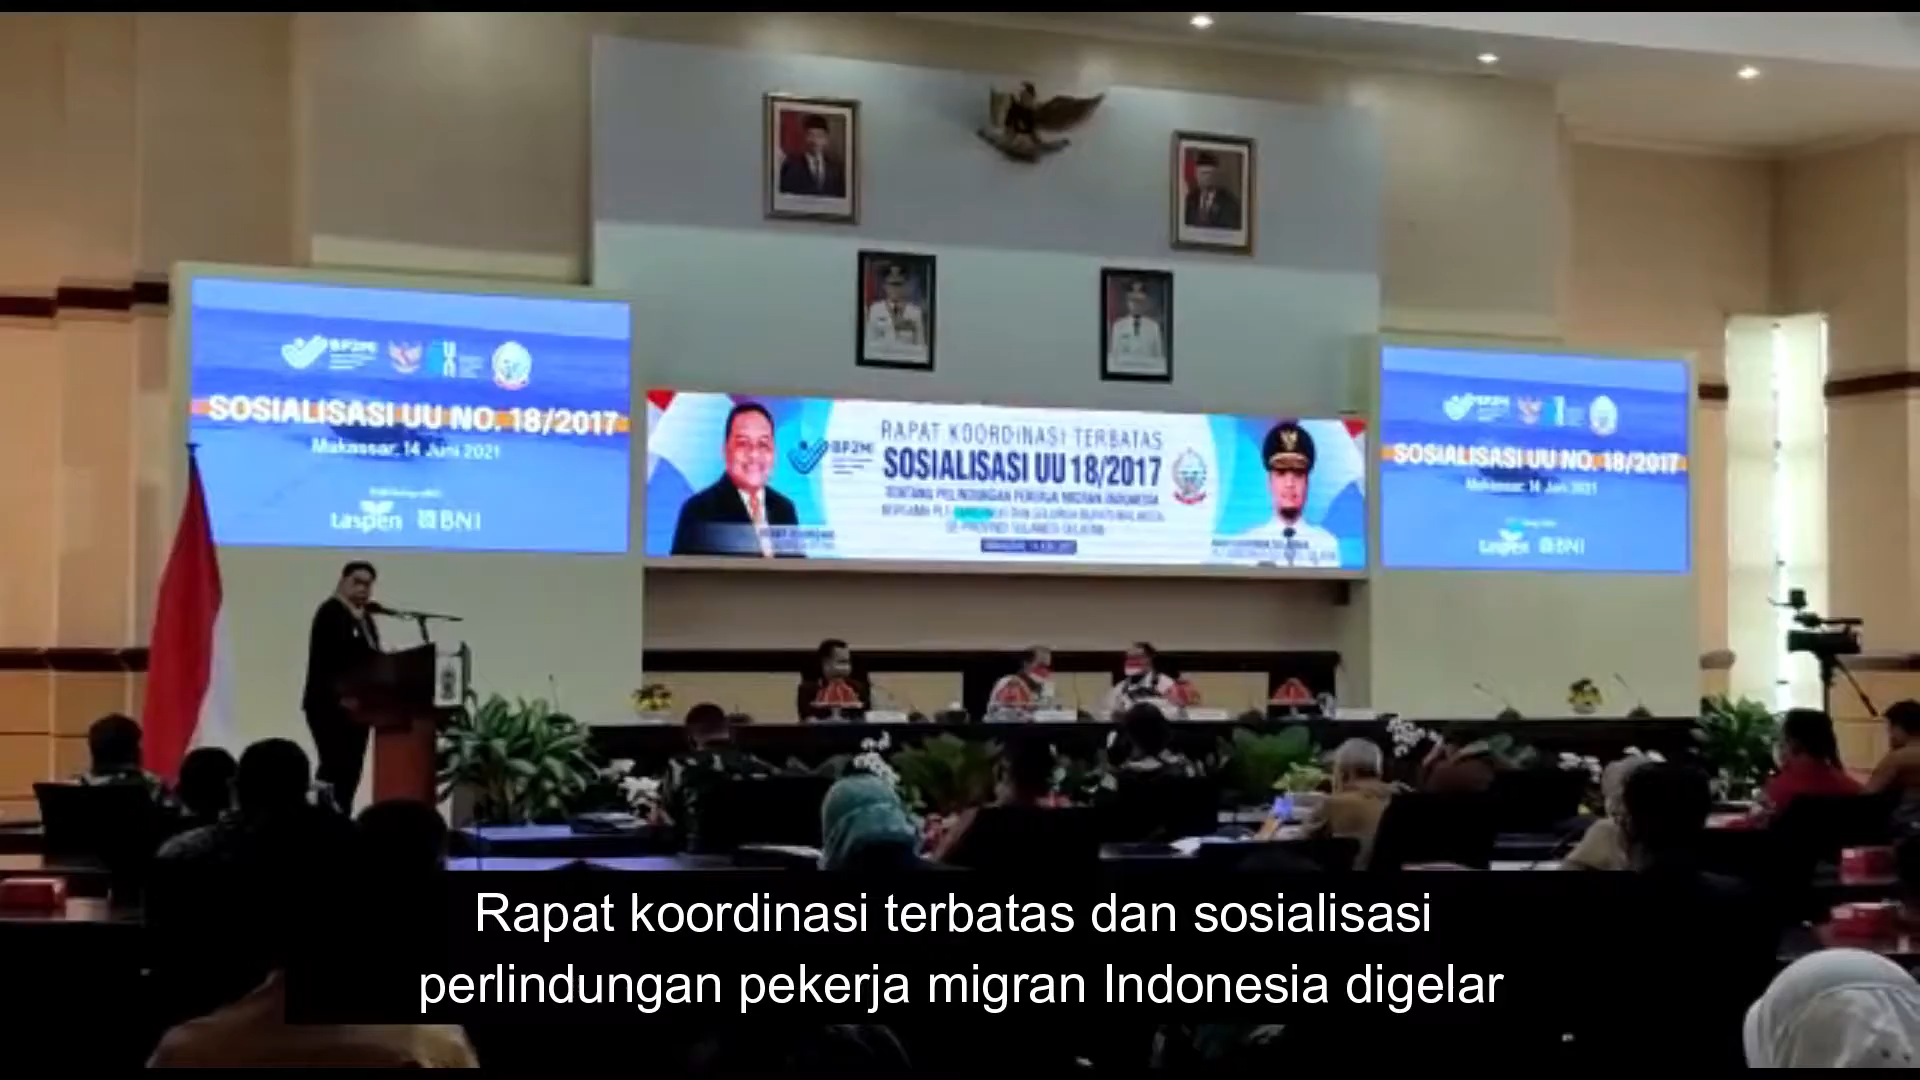 BP2MI
SOSIALISASI UU NO. 18/2017
Makassar, 14 Juni 2021
taspen BNI
BP2MI
RAPAT KOORDINASI TERBATAS
SOSIALISASI UU 18/2017
TENTANG PELINDUNGAN PEKERJA MIGRAN INDONESIA
BP2MI
SOSIALISASI UU NO. 18/2017
Makassar, 14 Juni 2021
taspen BNI
Rapat koordinasi terbatas dan sosialisasi
perlindungan pekerja migran Indonesia digelar